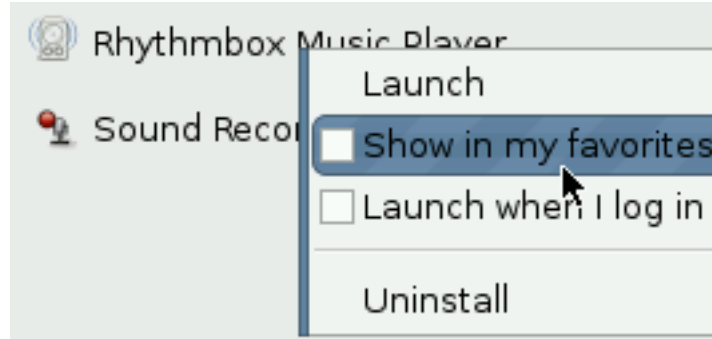 Rhythmbox Music Player
Launch
Sound Recor
Show in my favorites
Launch when I log in
Uninstall